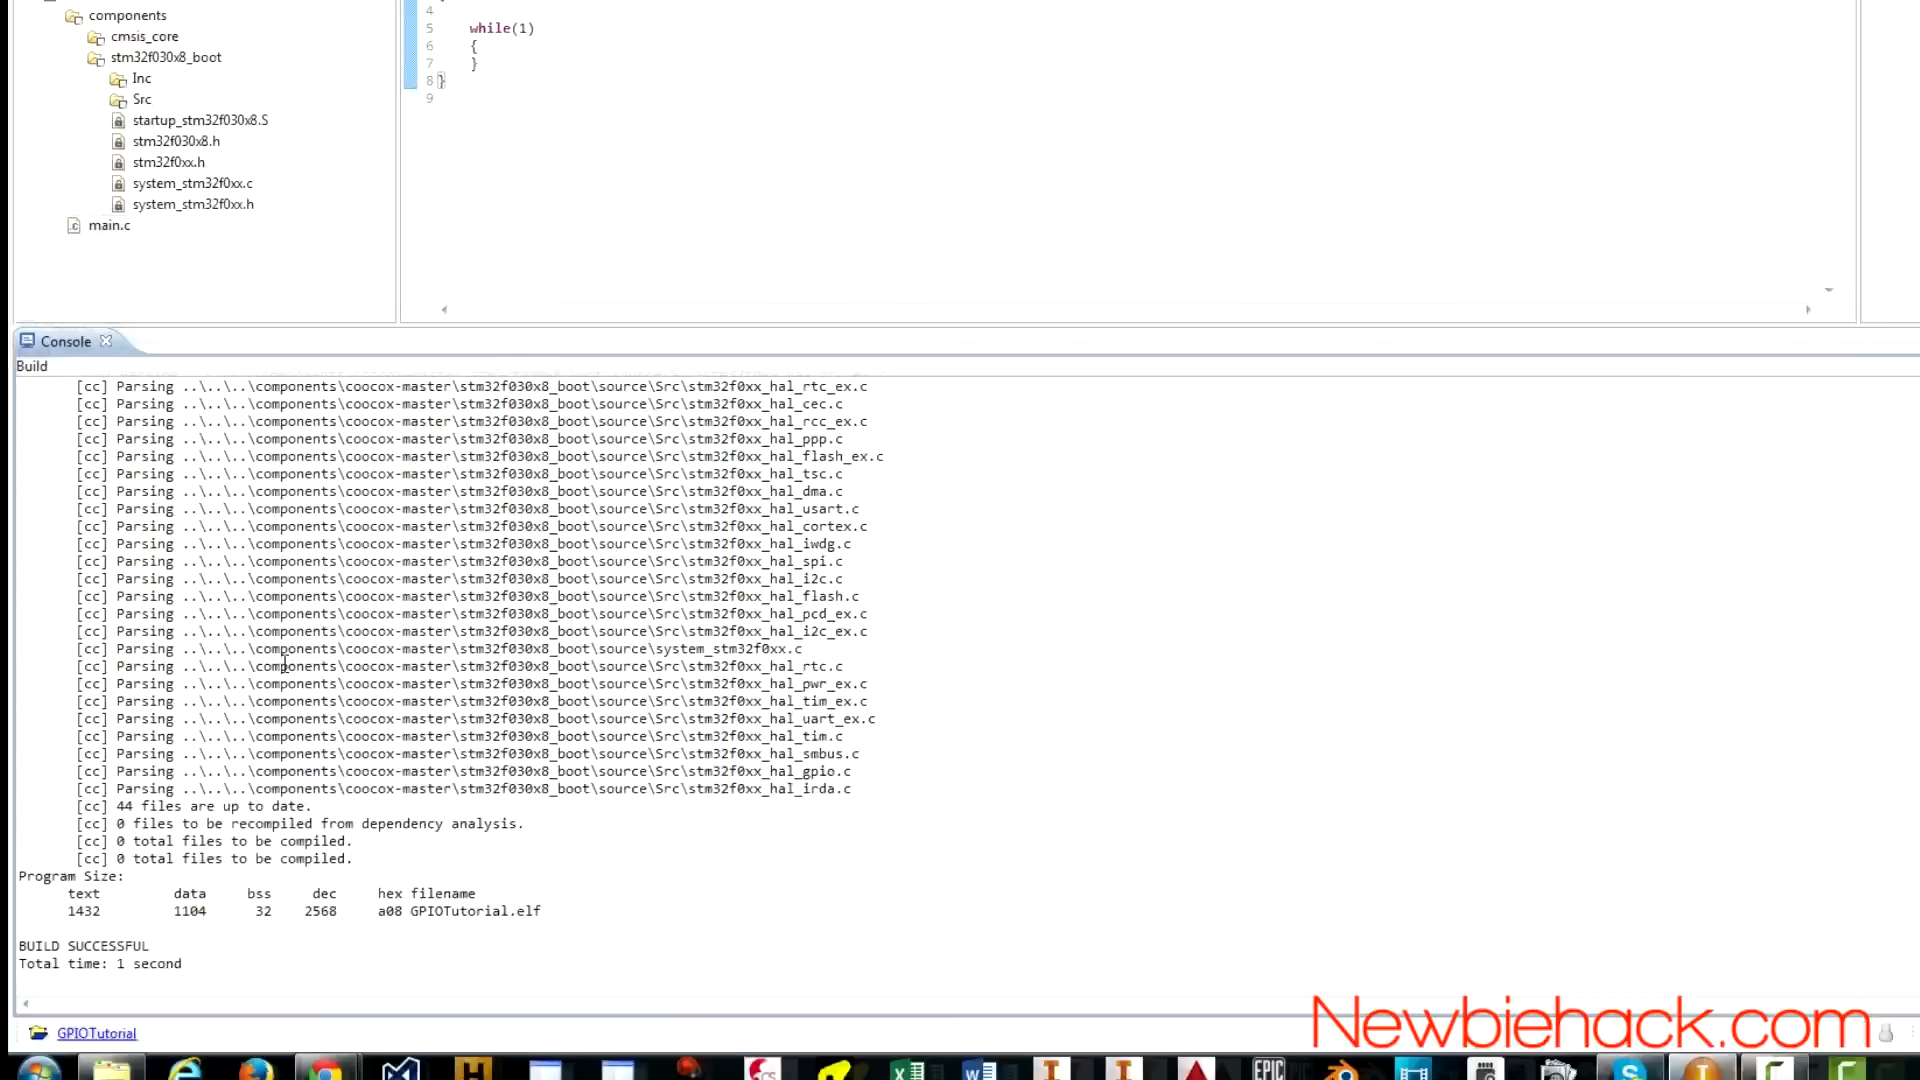 components
cmsis_core
stm32f030x8_boot
Inc
Src
startup_stm32f030x8.S
stm32f030x8.h
stm32f0xx.h
system_stm32f0xx.c
system_stm32f0xx.h
main.c
4
5 while(1)
6 {
7 }
8 }
9
Console
Build
[cc] Parsing ..\..\..\components\coocox-master\stm32f030x8_boot\source\Src\stm32f0xx_hal_rtc_ex.c
[cc] Parsing ..\..\..\components\coocox-master\stm32f030x8_boot\source\Src\stm32f0xx_hal_cec.c
[cc] Parsing ..\..\..\components\coocox-master\stm32f030x8_boot\source\Src\stm32f0xx_hal_rcc_ex.c
[cc] Parsing ..\..\..\components\coocox-master\stm32f030x8_boot\source\Src\stm32f0xx_hal_ppp.c
[cc] Parsing ..\..\..\components\coocox-master\stm32f030x8_boot\source\Src\stm32f0xx_hal_flash_ex.c
[cc] Parsing ..\..\..\components\coocox-master\stm32f030x8_boot\source\Src\stm32f0xx_hal_tsc.c
[cc] Parsing ..\..\..\components\coocox-master\stm32f030x8_boot\source\Src\stm32f0xx_hal_dma.c
[cc] Parsing ..\..\..\components\coocox-master\stm32f030x8_boot\source\Src\stm32f0xx_hal_usart.c
[cc] Parsing ..\..\..\components\coocox-master\stm32f030x8_boot\source\Src\stm32f0xx_hal_cortex.c
[cc] Parsing ..\..\..\components\coocox-master\stm32f030x8_boot\source\Src\stm32f0xx_hal_iwdg.c
[cc] Parsing ..\..\..\components\coocox-master\stm32f030x8_boot\source\Src\stm32f0xx_hal_spi.c
[cc] Parsing ..\..\..\components\coocox-master\stm32f030x8_boot\source\Src\stm32f0xx_hal_i2c.c
[cc] Parsing ..\..\..\components\coocox-master\stm32f030x8_boot\source\Src\stm32f0xx_hal_flash.c
[cc] Parsing ..\..\..\components\coocox-master\stm32f030x8_boot\source\Src\stm32f0xx_hal_pcd_ex.c
[cc] Parsing ..\..\..\components\coocox-master\stm32f030x8_boot\source\Src\stm32f0xx_hal_i2c_ex.c
[cc] Parsing ..\..\..\components\coocox-master\stm32f030x8_boot\source\system_stm32f0xx.c
[cc] Parsing ..\..\..\components\coocox-master\stm32f030x8_boot\source\Src\stm32f0xx_hal_rtc.c
[cc] Parsing ..\..\..\components\coocox-master\stm32f030x8_boot\source\Src\stm32f0xx_hal_pwr_ex.c
[cc] Parsing ..\..\..\components\coocox-master\stm32f030x8_boot\source\Src\stm32f0xx_hal_tim_ex.c
[cc] Parsing ..\..\..\components\coocox-master\stm32f030x8_boot\source\Src\stm32f0xx_hal_uart_ex.c
[cc] Parsing ..\..\..\components\coocox-master\stm32f030x8_boot\source\Src\stm32f0xx_hal_tim.c
[cc] Parsing ..\..\..\components\coocox-master\stm32f030x8_boot\source\Src\stm32f0xx_hal_smbus.c
[cc] Parsing ..\..\..\components\coocox-master\stm32f030x8_boot\source\Src\stm32f0xx_hal_gpio.c
[cc] Parsing ..\..\..\components\coocox-master\stm32f030x8_boot\source\Src\stm32f0xx_hal_irda.c
[cc] 44 files are up to date.
[cc] 0 files to be recompiled from dependency analysis.
[cc] 0 total files to be compiled.
[cc] 0 total files to be compiled.
Program Size:
text data bss dec hex filename
1432 1104 32 2568 a08 GPIOTutorial.elf
BUILD SUCCESSFUL
Total time: 1 second
Newbiehack.com
GPIOTutorial
EPIC